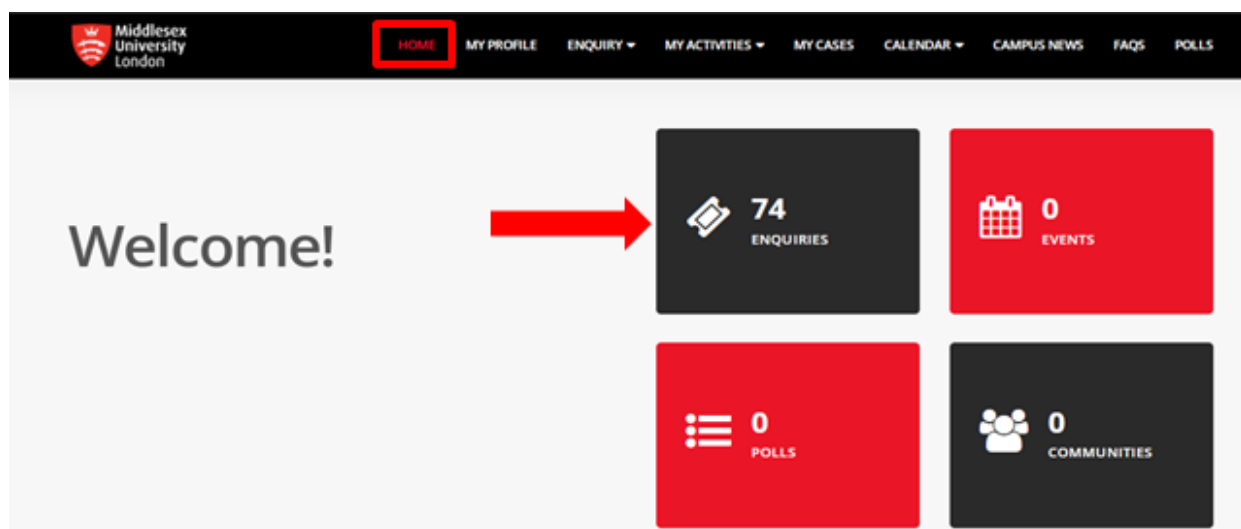 Middlesex
University
London
HOME MY PROFILE ENQUIRY MY ACTIVITIES MY CASES CALENDAR CAMPUS NEWS FAQS POLLS
Welcome!
74
ENQUIRIES
0
EVENTS
0
POLLS
0
COMMUNITIES